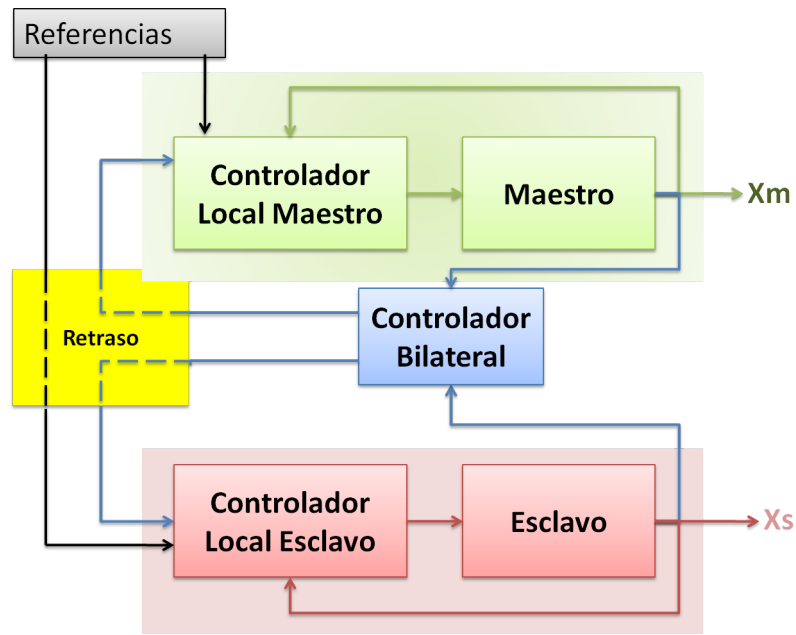 Referencias
Controlador
Local Maestro
Maestro
Xm
Controlador
Bilateral
Retraso
Controlador
Local Esclavo
Esclavo
Xs